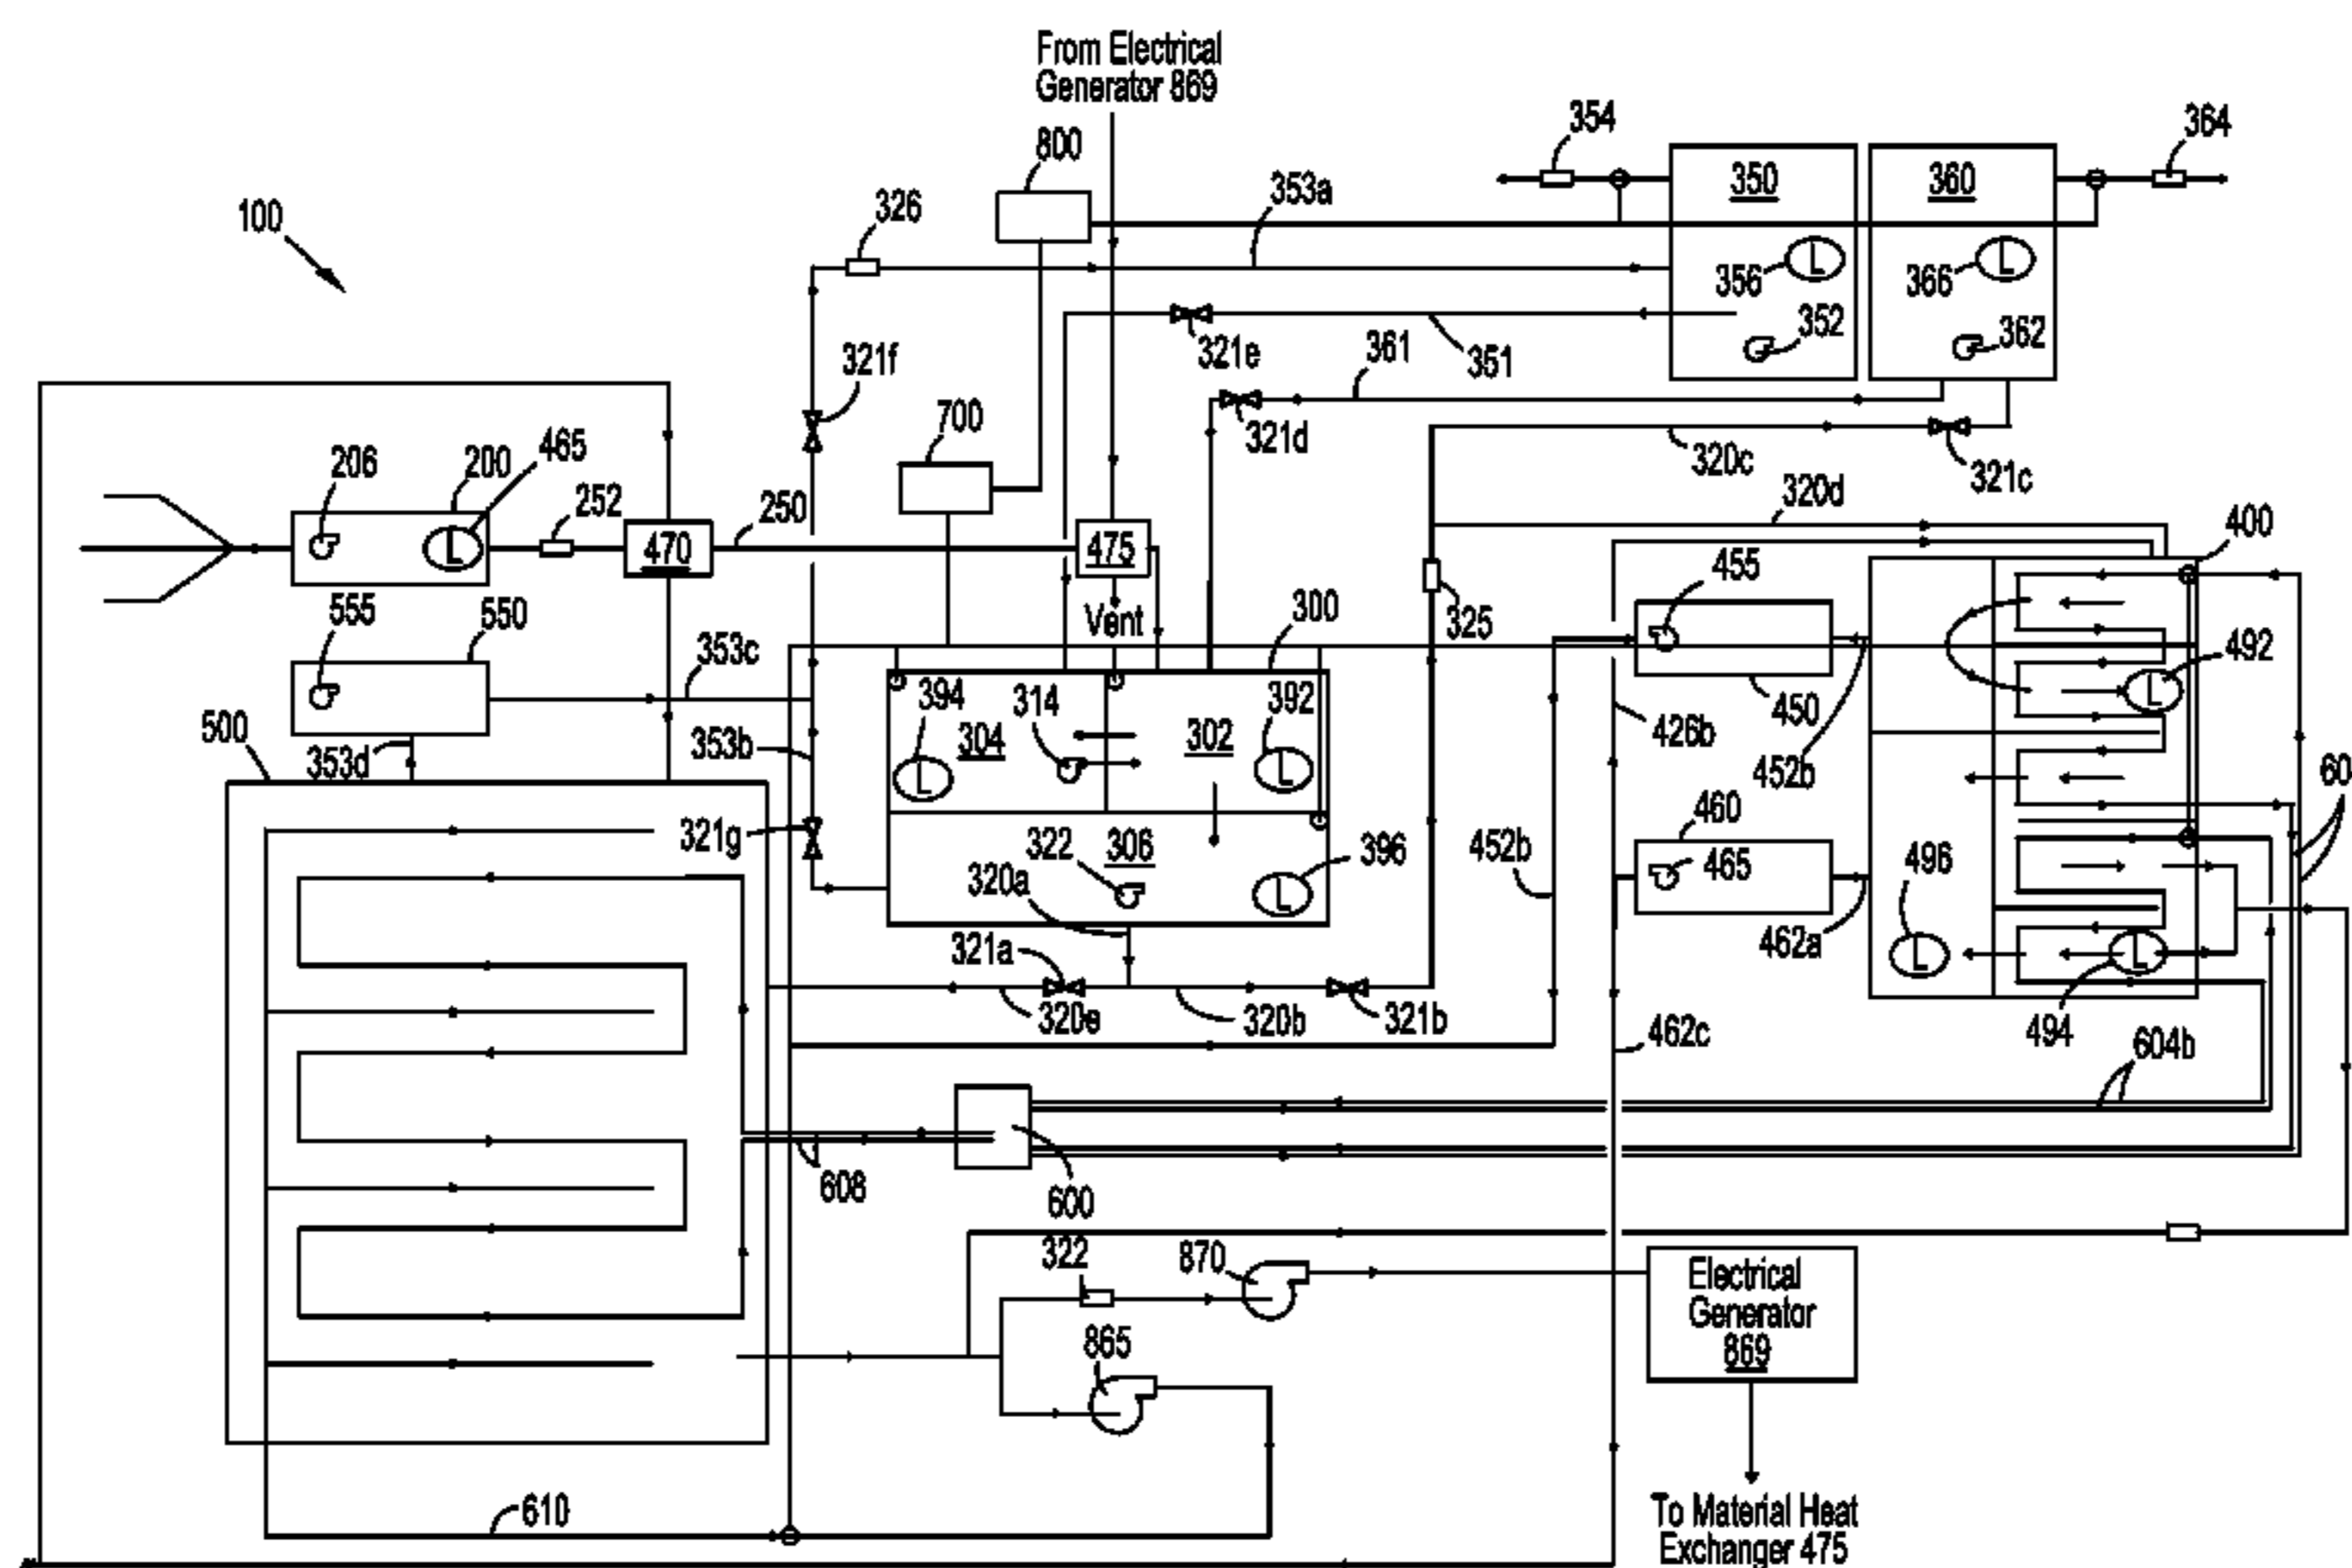 From Electrical
Generator 869
800
354
364
100
326
353a
350
360
356
L
366
L
352
362
321f
321e
351
361
321d
320c
321c
320d
400
700
206
200
465
L
252
470
250
475
Vent
455
325
300
555
550
353c
450
426b
452b
492
L
500
353d
353b
394
L
304
314
302
392
L
60
321g
322
306
396
L
320a
452b
460
465
462a
496
L
494
L
321a
320e
320b
321b
462c
604b
608
600
322
870
865
Electrical
Generator
869
610
To Material Heat
Exchanger 475